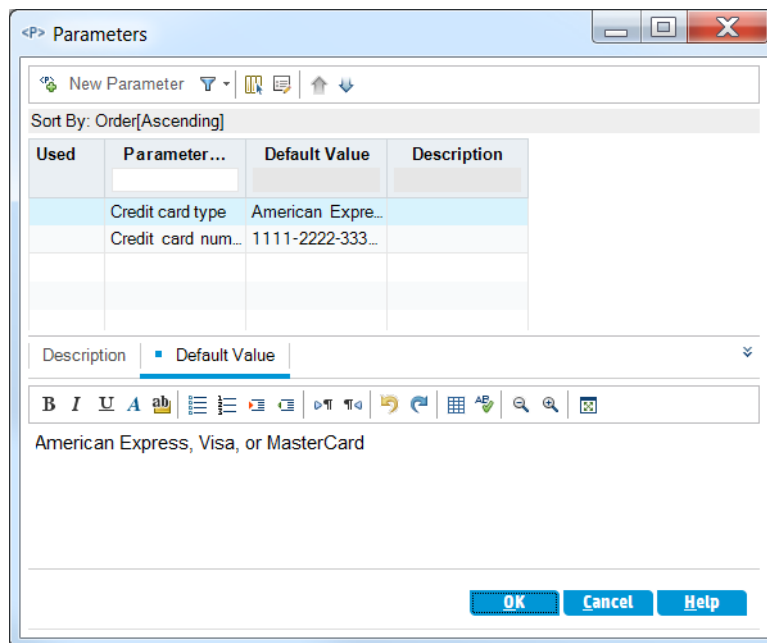 <P> Parameters
New Parameter
Sort By: Order[Ascending]
Used Parameter... Default Value Description
Credit card type American Expre...
Credit card num... 1111-2222-333...
Description Default Value
B I U A ab
American Express, Visa, or MasterCard
OK Cancel Help